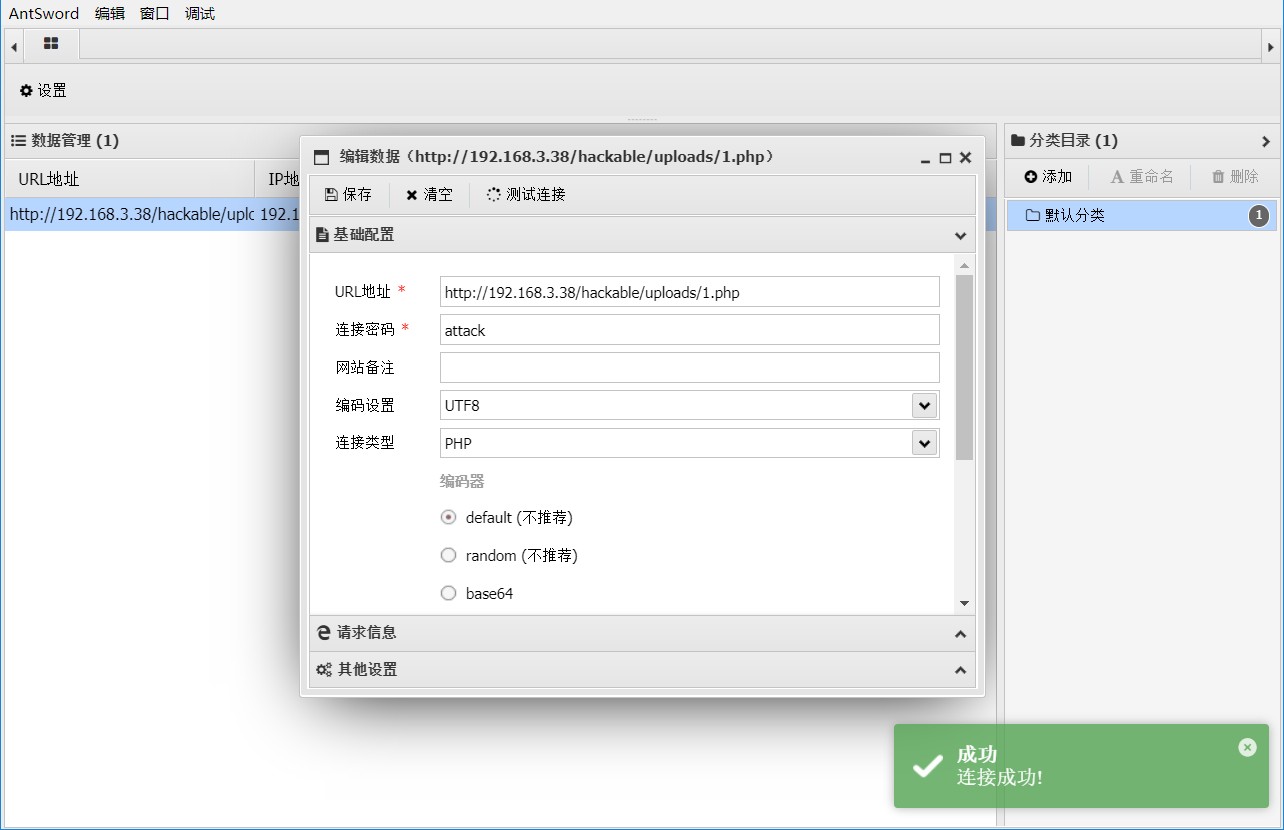 AntSword 编辑 窗口 调试
设置
数据管理 (1)
URL地址 IP地
http://192.168.3.38/hackable/uplo 192.1
编辑数据（http://192.168.3.38/hackable/uploads/1.php）
保存 清空 测试连接
基础配置
URL地址 * http://192.168.3.38/hackable/uploads/1.php
连接密码 * attack
网站备注
编码设置 UTF8
连接类型 PHP
编码器
default (不推荐)
random (不推荐)
base64
请求信息
其他设置
分类目录 (1)
添加 重命名 删除
默认分类 1
成功
连接成功!